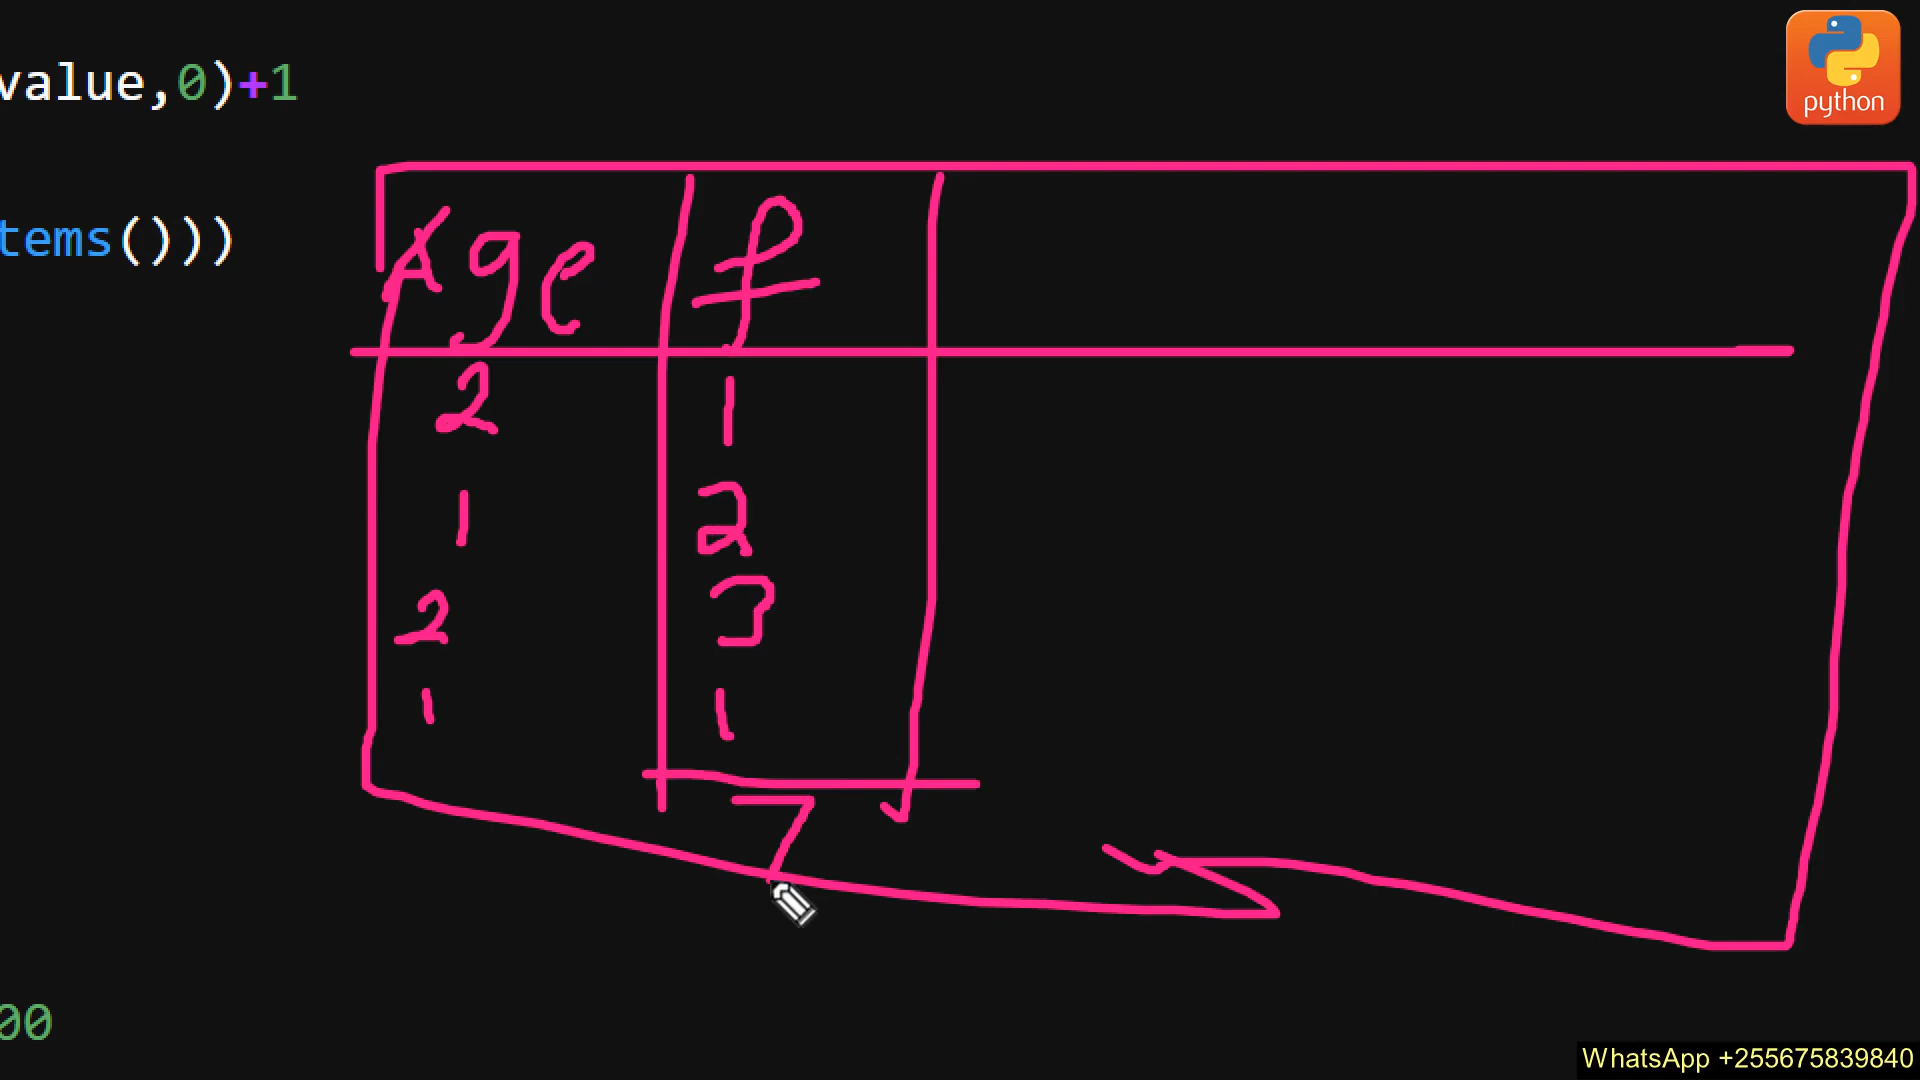 value,0)+1
python
tems()))
Age f
2 1
1 2
2 3
1 1
7
00
WhatsApp +255675839840